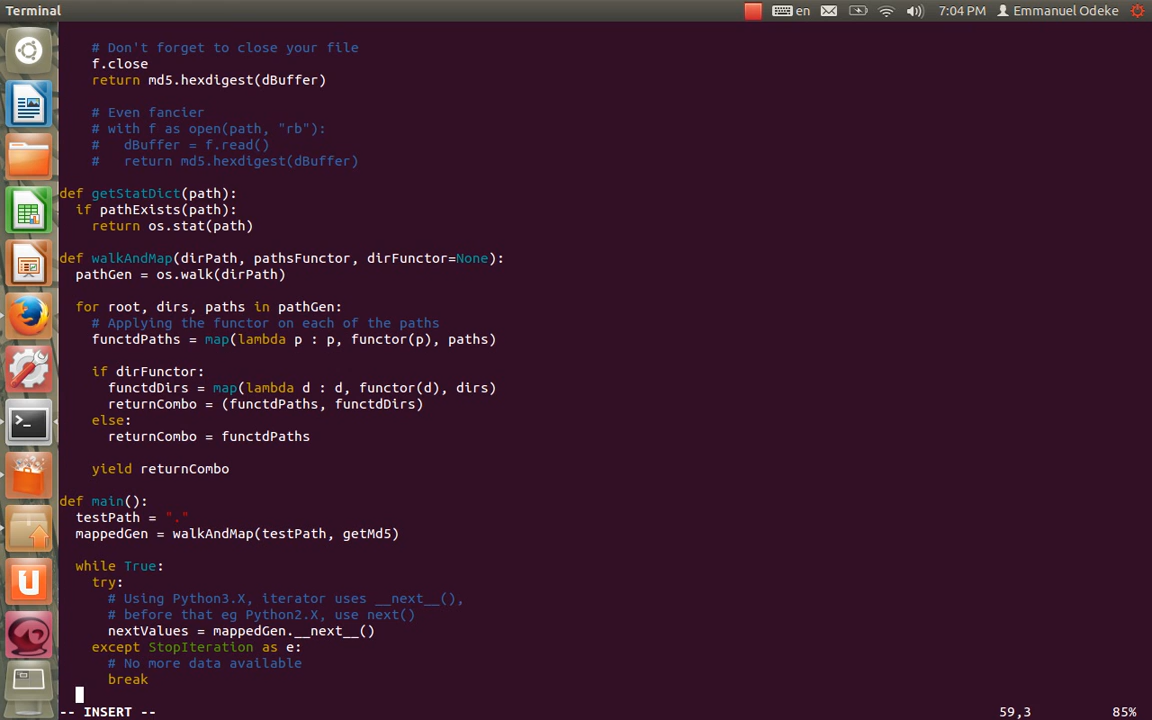 Terminal
en
7:04 PM
Emmanuel Odeke
# Don't forget to close your file
f.close
return md5.hexdigest(dBuffer)
# Even fancier
# with f as open(path, "rb"):
#   dBuffer = f.read()
#   return md5.hexdigest(dBuffer)
def getStatDict(path):
  if pathExists(path):
    return os.stat(path)
def walkAndMap(dirPath, pathsFunctor, dirFunctor=None):
  pathGen = os.walk(dirPath)
  for root, dirs, paths in pathGen:
    # Applying the functor on each of the paths
    functdPaths = map(lambda p : p, functor(p), paths)
    if dirFunctor:
      functdDirs = map(lambda d : d, functor(d), dirs)
      returnCombo = (functdPaths, functdDirs)
    else:
      returnCombo = functdPaths
    yield returnCombo
def main():
  testPath = "."
  mappedGen = walkAndMap(testPath, getMd5)
  while True:
    try:
      # Using Python3.X, iterator uses __next__(),
      # before that eg Python2.X, use next()
      nextValues = mappedGen.__next__()
    except StopIteration as e:
      # No more data available
      break
-- INSERT --
59,3
85%